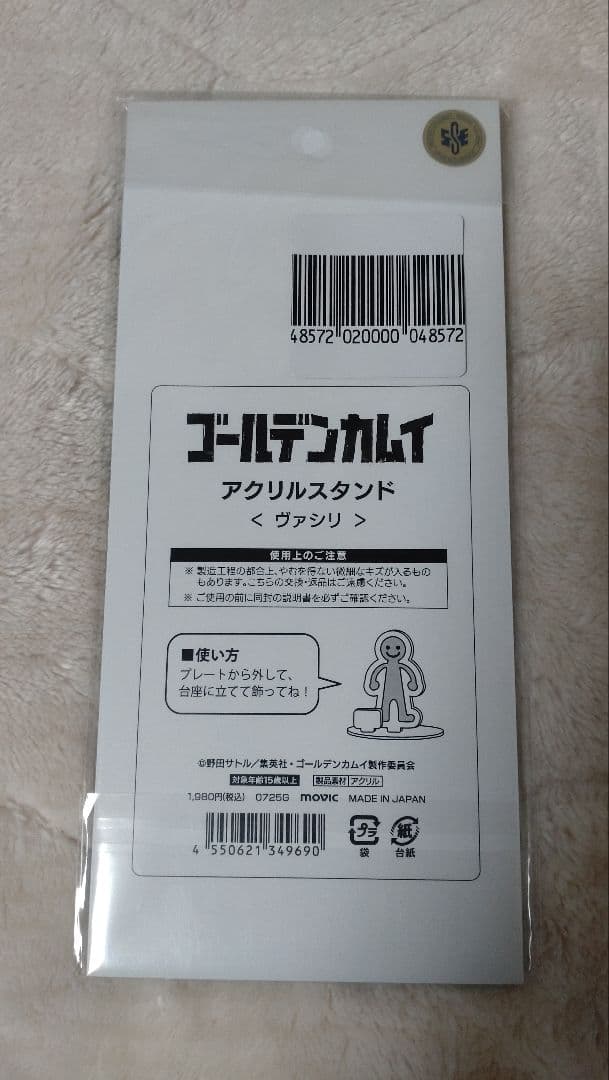 48572 020000 048572
ゴールデンカムイ
アクリルスタンド
< ヴァシリ >
使用上のご注意
※ 製造工程の都合上、やむを得ない微細なキズが入るもの
もあります。こちらの交換・返品はご遠慮ください。
※ ご使用の前に同封の説明書を必ずご確認ください。
■使い方
プレートから外して、
台座に立てて飾ってね！
©野田サトル／集英社・ゴールデンカムイ製作委員会
対象年齢15歳以上 製品素材 アクリル
1,980円(税込) 0725G movic MADE IN JAPAN
4 550621 349690
プラ 紙
袋 台紙